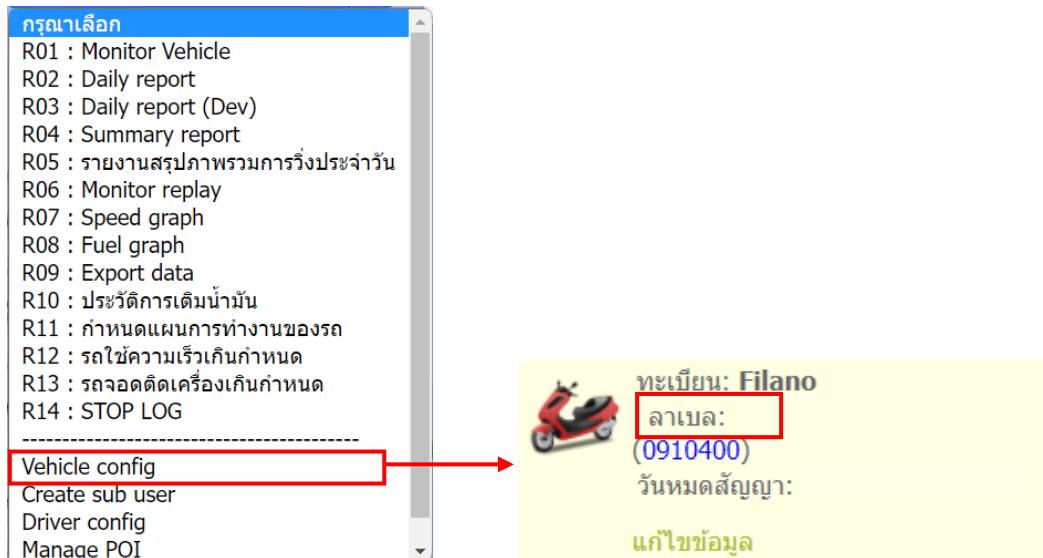 กรุณาเลือก
R01 : Monitor Vehicle
R02 : Daily report
R03 : Daily report (Dev)
R04 : Summary report
R05 : รายงานสรุปภาพรวมการวิ่งประจำวัน
R06 : Monitor replay
R07 : Speed graph
R08 : Fuel graph
R09 : Export data
R10 : ประวัติการเติมน้ำมัน
R11 : กำหนดแผนการทำงานของรถ
R12 : รถใช้ความเร็วเกินกำหนด
R13 : รถจอดติดเครื่องเกินกำหนด
R14 : STOP LOG
------------------------------------------
Vehicle config
Create sub user
Driver config
Manage POI
ทะเบียน: Filano
ลาเบล:
(0910400)
วันหมดสัญญา:
แก้ไขข้อมูล